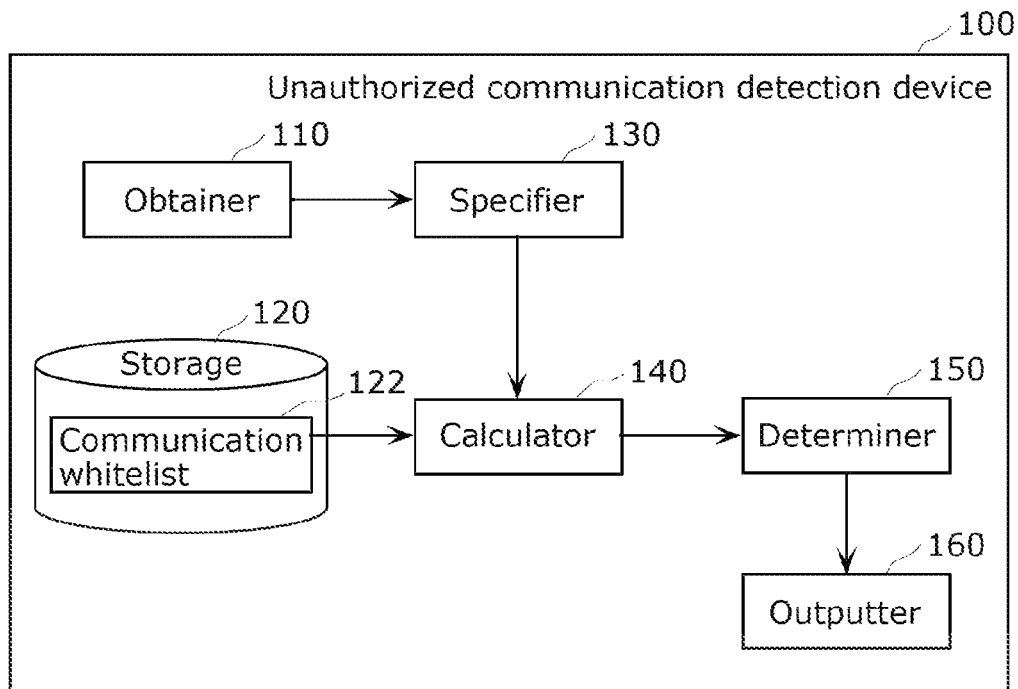 100
Unauthorized communication detection device
110
130
Obtainer
Specifier
120
Storage
122
140
150
Communication
whitelist
Calculator
Determiner
160
Outputter